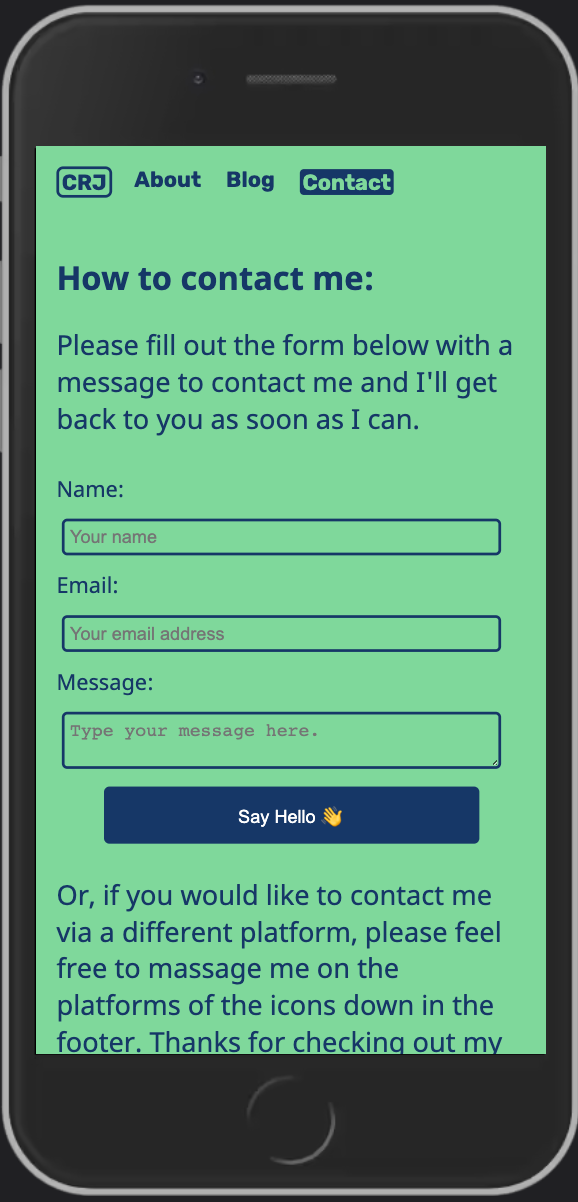 CRJ About Blog Contact
How to contact me:
Please fill out the form below with a
message to contact me and I'll get
back to you as soon as I can.
Name:
Your name
Email:
Your email address
Message:
Type your message here.
Say Hello 👋
Or, if you would like to contact me
via a different platform, please feel
free to massage me on the
platforms of the icons down in the
footer. Thanks for checking out my